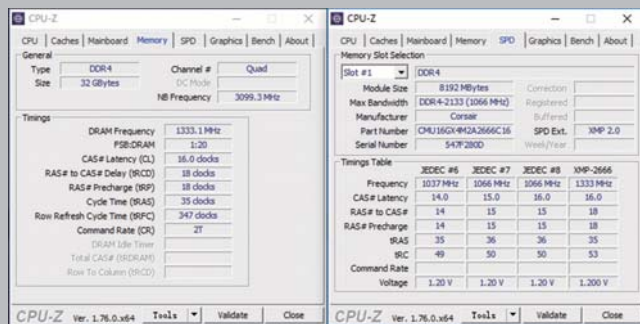 CPU-Z
CPU Caches Mainboard Memory SPD Graphics Bench About
General
Type DDR4 Channel # Quad
Size 32 GBytes DC Mode
NB Frequency 3099.3 MHz
Timings
DRAM Frequency 1333.1 MHz
FSB:DRAM 1:20
CAS# Latency (CL) 16.0 clocks
RAS# to CAS# Delay (tRCD) 18 clocks
RAS# Precharge (tRP) 18 clocks
Cycle Time (tRAS) 35 clocks
Row Refresh Cycle Time (tRFC) 347 clocks
Command Rate (CR) 2T
DRAM Idle Timer
Total CAS# (tRDRAM)
Row To Column (tRCD)
CPU-Z Ver. 1.76.0.x64 Tools Validate Close
CPU-Z
CPU Caches Mainboard Memory SPD Graphics Bench About
Memory Slot Selection
Slot #1 DDR4
Module Size 8192 MBytes Correction
Max Bandwidth DDR4-2133 (1066 MHz) Registered
Manufacturer Corsair Buffered
Part Number CMU16GX4M2A2666C16 SPD Ext. XMP 2.0
Serial Number 547F280D Week/Year
Timings Table
JEDEC #6 JEDEC #7 JEDEC #8 XMP-2666
Frequency 1037 MHz 1066 MHz 1066 MHz 1333 MHz
CAS# Latency 14.0 15.0 16.0 16.0
RAS# to CAS# 14 15 15 18
RAS# Precharge 14 15 15 18
tRAS 35 36 36 35
tRC 49 50 50 53
Command Rate
Voltage 1.20 V 1.20 V 1.20 V 1.200 V
CPU-Z Ver. 1.76.0.x64 Tools Validate Close